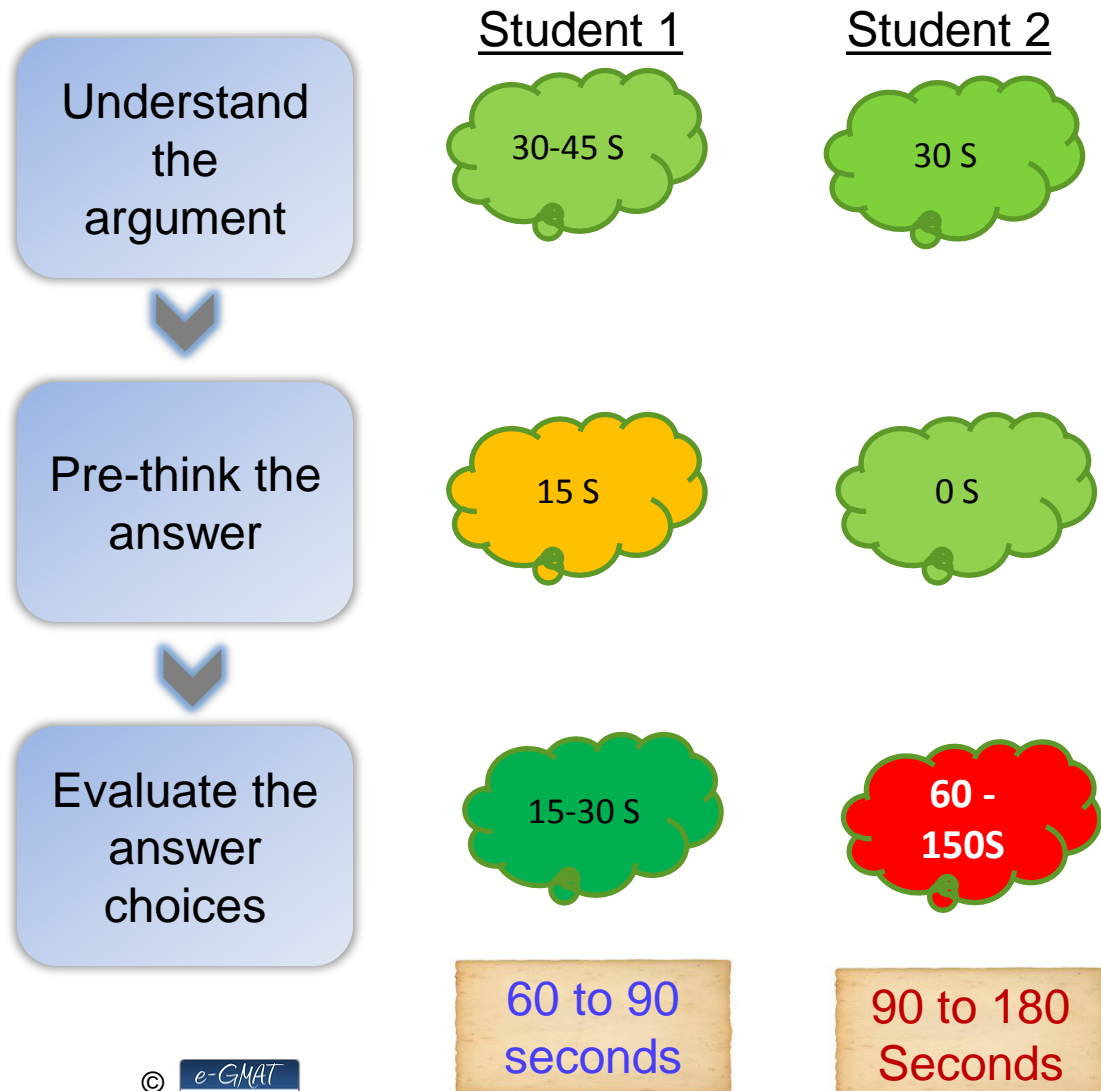 Student 1
Student 2
Understand
the
argument
30-45 S
30 S
Pre-think the
answer
15 S
0 S
Evaluate the
answer
choices
15-30 S
60 -
150S
60 to 90
seconds
90 to 180
Seconds
© e-GMAT